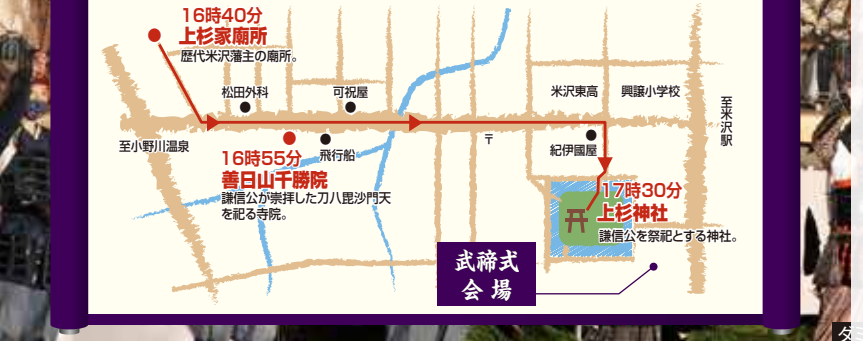 16時40分
上杉家廟所
歴代米沢藩主の廟所。
松田外科
可祝屋
米沢東高
興譲小学校
至米沢駅
至小野川温泉
16時55分
善日山千勝院
謙信公が崇拝した刀八毘沙門天
を祀る寺院。
飛行船
〒
紀伊國屋
17時30分
上杉神社
謙信公を祭祀とする神社。
武禘式
会場